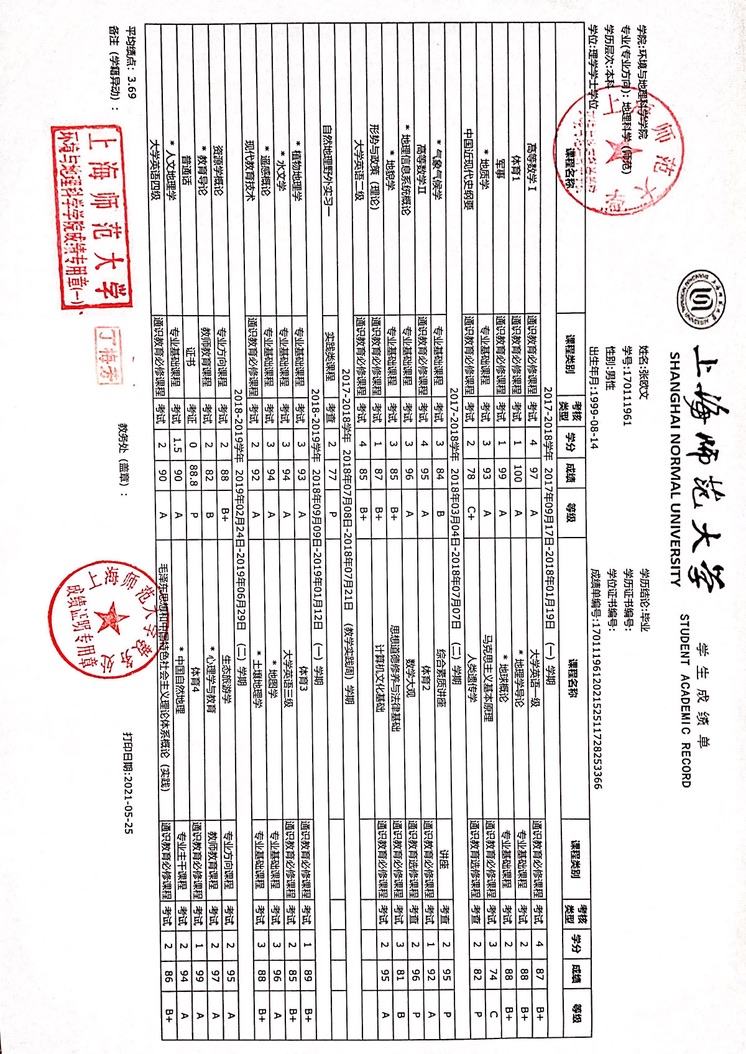 上海师范大学 学生成绩单
SHANGHAI NORMAL UNIVERSITY STUDENT ACADEMIC RECORD
学院:环境与地理科学学院 姓名:张欧文 学历结论:毕业
专业(专业方向): 地理科学 (师范) 学号:170111961 学历证书编号:
学历层次:本科 性别:男性 学位证书编号:
学位:理学学士学位 出生年月:1999-08-14 成绩单编号:17011196120215251172825​3366
课程名称 课程类别 考核类型 学分 成绩 等级 课程名称 课程类别 考核类型 学分 成绩 等级
2017-2018学年 2017年09月17日-2018年01月19日 (一) 学期
高等数学 I 通识教育必修课程 考试 4 97 A 大学英语一级 通识教育必修课程 考试 4 87 B+
体育1 通识教育必修课程 考试 1 100 A * 地理科学导论 专业基础课程 考试 2 88 B+
军事 通识教育必修课程 考试 1 99 A * 地球概论 专业基础课程 考试 2 88 B+
* 地质学 专业基础课程 考试 3 93 A 马克思主义基本原理 通识教育必修课程 考试 3 74 C
中国近现代史纲要 通识教育必修课程 考试 2 78 C+ 人类遗传学 通识教育选修课程 考查 2 82 P
2017-2018学年 2018年03月04日-2018年07月07日 (二) 学期
* 气象气候学 专业基础课程 考试 3 84 B 综合素质讲座 讲座 考查 2 95 P
高等数学 II 通识教育必修课程 考试 4 95 A 体育2 通识教育必修课程 考试 1 92 A
* 地理信息系统概论 专业基础课程 考试 3 96 A 数学大观 通识教育选修课程 考查 2 96 P
* 地貌学 专业基础课程 考试 3 85 B+ 思想道德修养与法律基础 通识教育必修课程 考试 3 81 B
形势与政策 (理论) 通识教育必修课程 考试 1 87 B+ 计算机文化基础 通识教育必修课程 考试 2 95 A
大学英语二级 通识教育必修课程 考试 4 85 B+
2017-2018学年 2018年07月08日-2018年07月21日 (教学实践周) 学期
自然地理野外实习一 实践类课程 考查 2 77 P
2018-2019学年 2018年09月09日-2019年01月12日 (一) 学期
* 植物地理学 专业基础课程 考试 3 93 A 体育3 通识教育必修课程 考试 1 89 B+
* 水文学 专业基础课程 考试 3 94 A 大学英语三级 通识教育必修课程 考试 2 85 B+
* 遥感概论 专业基础课程 考试 3 94 A * 地图学 专业基础课程 考试 3 96 A
现代教育技术 通识教育必修课程 考试 2 92 A * 土壤地理学 专业基础课程 考试 3 88 B+
2018-2019学年 2019年02月24日-2019年06月29日 (二) 学期
资源学概论 专业方向课程 考试 2 88 B+ 生态旅游学 专业方向课程 考试 2 95 A
* 教育导论 教师教育课程 考试 2 82 B * 心理学与教育 教师教育课程 考试 2 97 A
普通话 证书 考证 0 88.8 P 体育4 通识教育必修课程 考试 1 99 A
* 人文地理学 专业基础课程 考试 1.5 90 A * 中国自然地理 专业主干课程 考试 2 94 A
大学英语四级 通识教育必修课程 考试 2 90 A 毛泽东思想和中国特色社会主义理论体系概论 (实践) 通识教育必修课程 考试 2 86 B+
平均绩点: 3.69 教务处 (盖章) : 打印日期:2021-05-25
备注 (学籍异动) :
上海师范大学
环境与地理科学学院成绩专用章(一)
上海师范大学教务处
成绩证明专用章
上海师范大学